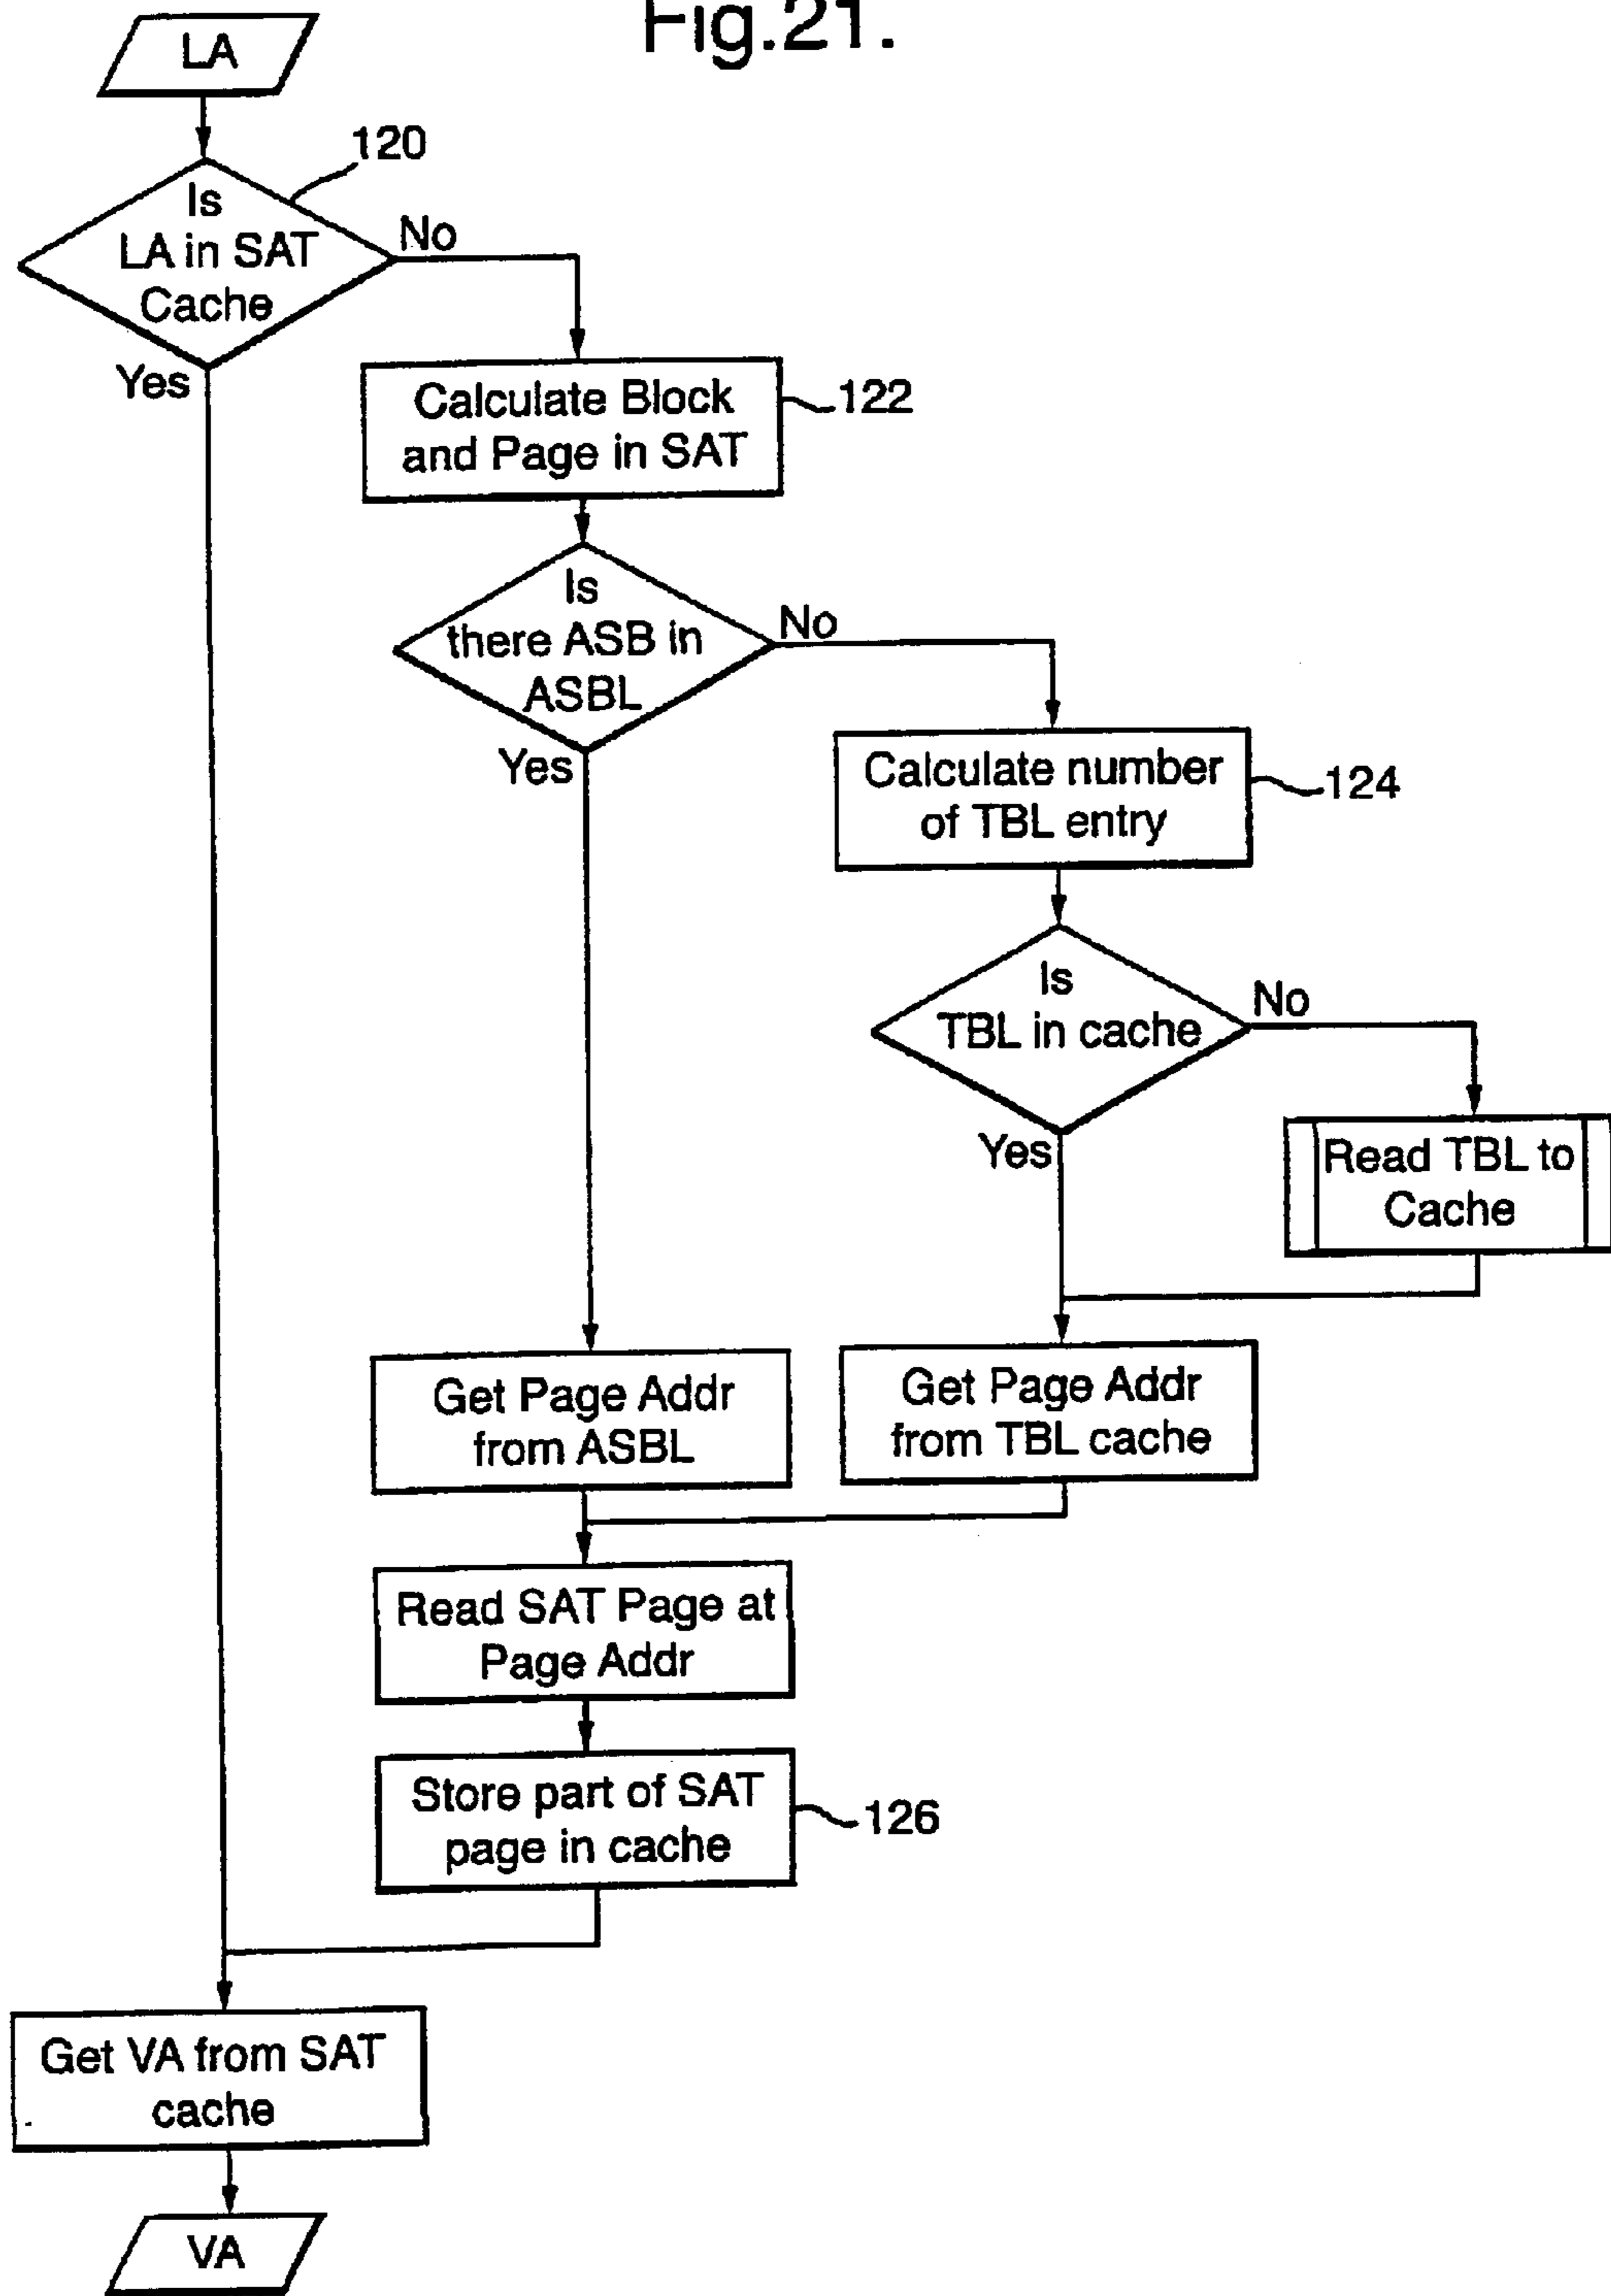 Fig.21.
LA
120
Is
LA in SAT
Cache
No
Yes
Calculate Block
and Page in SAT
122
Is
there ASB in
ASBL
No
Yes
Calculate number
of TBL entry
124
Is
TBL in cache
No
Yes
Read TBL to
Cache
Get Page Addr
from ASBL
Get Page Addr
from TBL cache
Read SAT Page at
Page Addr
Store part of SAT
page in cache
126
Get VA from SAT
cache
VA